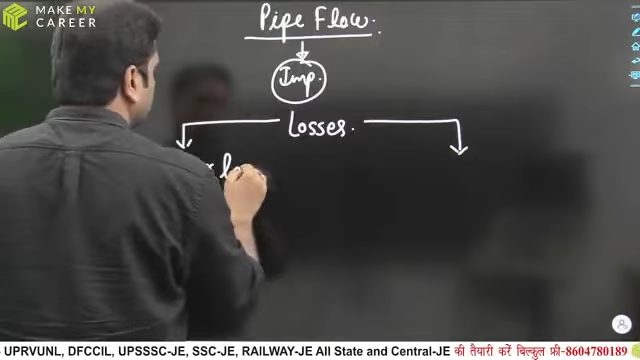 MAKE MY
CAREER
Pipe Flow.
Imp.
Losses.
UPRVUNL, DFCCIL, UPSSSC-JE, SSC-JE, RAILWAY-JE All State and Central-JE की तैयारी करें बिल्कुल फ्री-8604780189